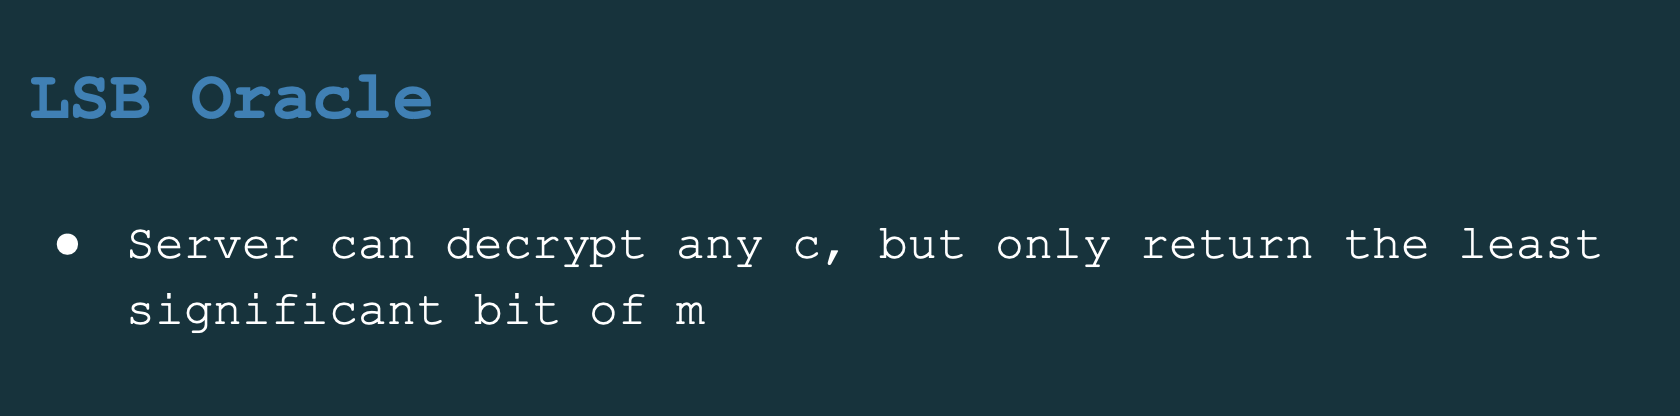 LSB Oracle
● Server can decrypt any c, but only return the least
significant bit of m